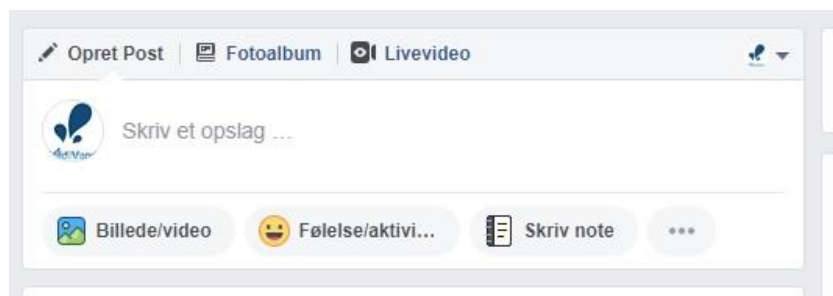 Opret Post Fotoalbum Livevideo
Skriv et opslag ...
Billede/video Følelse/aktivi... Skriv note